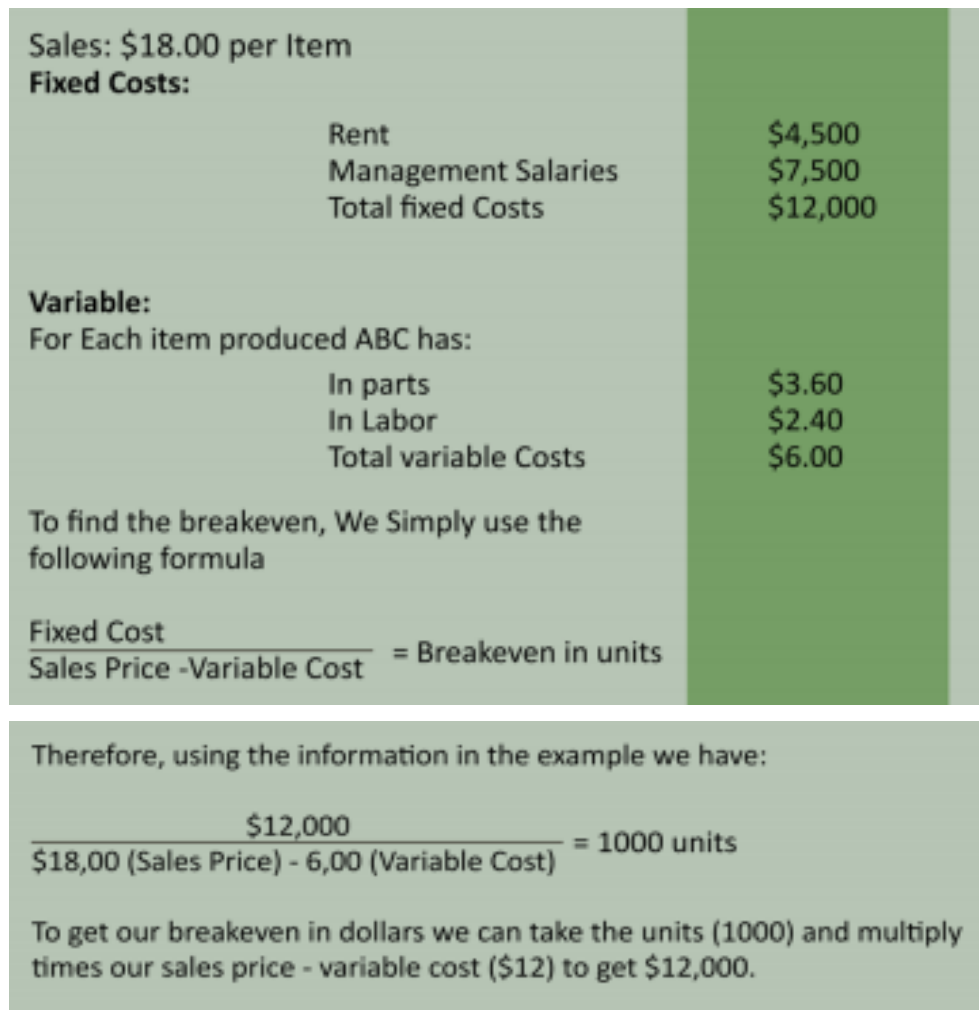 Sales: $18.00 per Item
Fixed Costs:
Rent $4,500
Management Salaries $7,500
Total fixed Costs $12,000
Variable:
For Each item produced ABC has:
In parts $3.60
In Labor $2.40
Total variable Costs $6.00
To find the breakeven, We Simply use the
following formula
Fixed Cost
Sales Price -Variable Cost = Breakeven in units
Therefore, using the information in the example we have:
$12,000
$18,00 (Sales Price) - 6,00 (Variable Cost) = 1000 units
To get our breakeven in dollars we can take the units (1000) and multiply
times our sales price - variable cost ($12) to get $12,000.